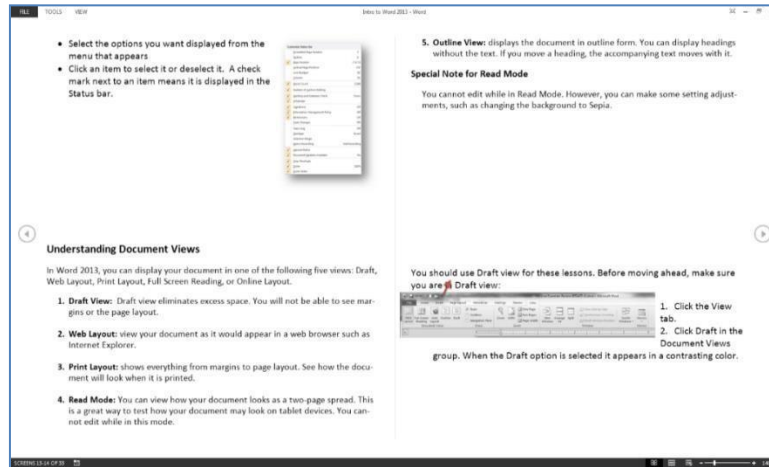 FILE TOOLS VIEW
Intro to Word 2013 - Word
• Select the options you want displayed from the
menu that appears
• Click an item to select it or deselect it. A check
mark next to an item means it is displayed in the
Status bar.
Understanding Document Views
In Word 2013, you can display your document in one of the following five views: Draft,
Web Layout, Print Layout, Full Screen Reading, or Online Layout.
1. Draft View: Draft view eliminates excess space. You will not be able to see mar-
gins or the page layout.
2. Web Layout: view your document as it would appear in a web browser such as
Internet Explorer.
3. Print Layout: shows everything from margins to page layout. See how the docu-
ment will look when it is printed.
4. Read Mode: You can view how your document looks as a two-page spread. This
is a great way to test how your document may look on tablet devices. You can-
not edit while in this mode.
5. Outline View: displays the document in outline form. You can display headings
without the text. If you move a heading, the accompanying text moves with it.
Special Note for Read Mode
You cannot edit while in Read Mode. However, you can make some setting adjust-
ments, such as changing the background to Sepia.
You should use Draft view for these lessons. Before moving ahead, make sure
you are Draft view:
1. Click the View
tab.
2. Click Draft in the
Document Views
group. When the Draft option is selected it appears in a contrasting color.